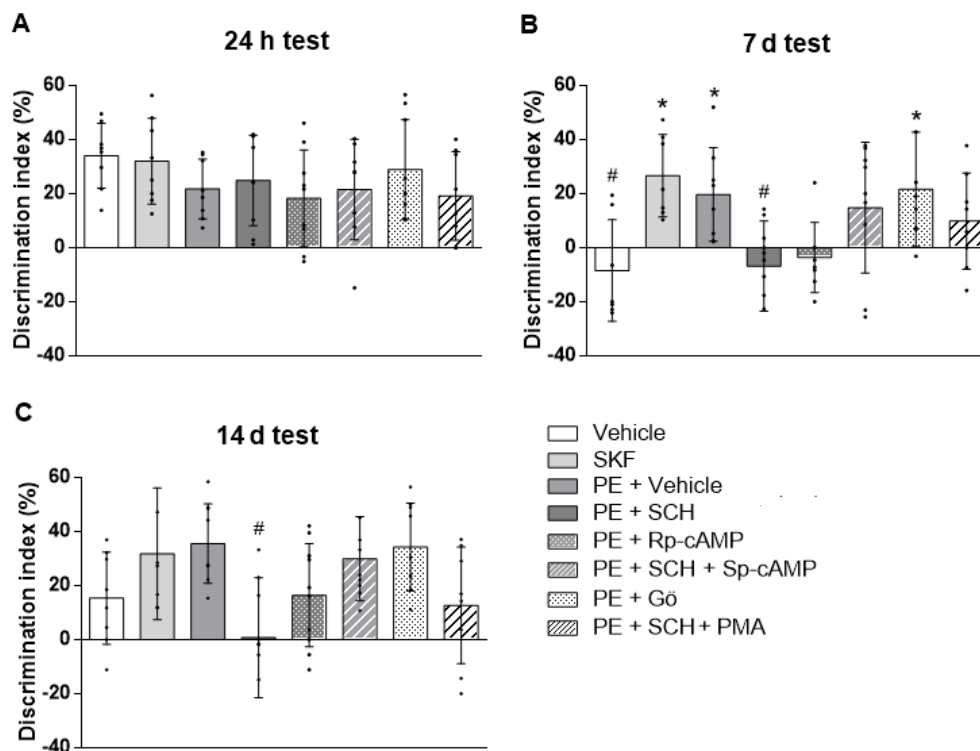 A
24 h test
Discrimination index (%)
60
40
20
0
-20
-40
B
7 d test
Discrimination index (%)
60
40
20
0
-20
-40
#
*
*
#
*
C
14 d test
Discrimination index (%)
60
40
20
0
-20
-40
#
Vehicle
SKF
PE + Vehicle
PE + SCH
PE + Rp-cAMP
PE + SCH + Sp-cAMP
PE + Gö
PE + SCH + PMA